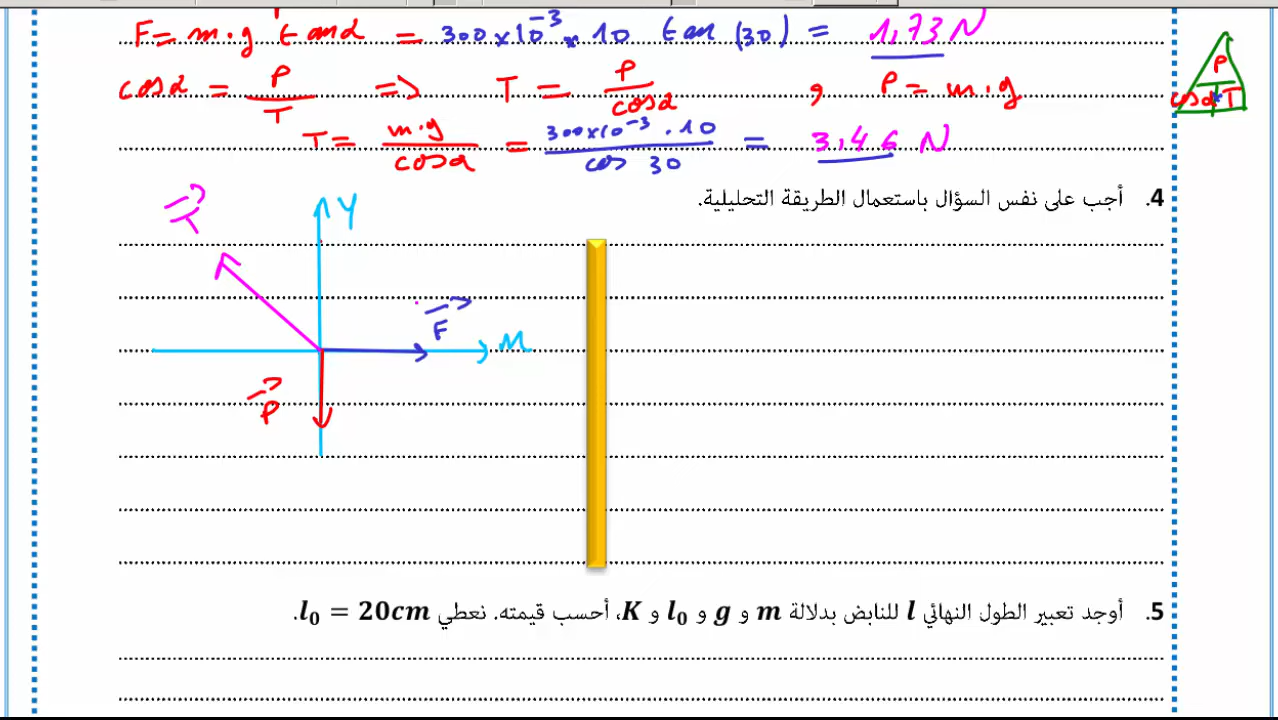 F = m.g tanα = 300×10⁻³ × 10 tan(30) = 1,73 N
cosα = P/T => T = P/cosα , P = m.g
P
cosα × T
T = m.g/cosα = 300×10⁻³ . 10/cos 30 = 3,46 N
4. أجب على نفس السؤال باستعمال الطريقة التحليلية.
T
Y
F
P
5. أوجد تعبير الطول النهائي l للنابض بدلالة m و g و l₀ و K، أحسب قيمته. نعطي l₀ = 20cm.